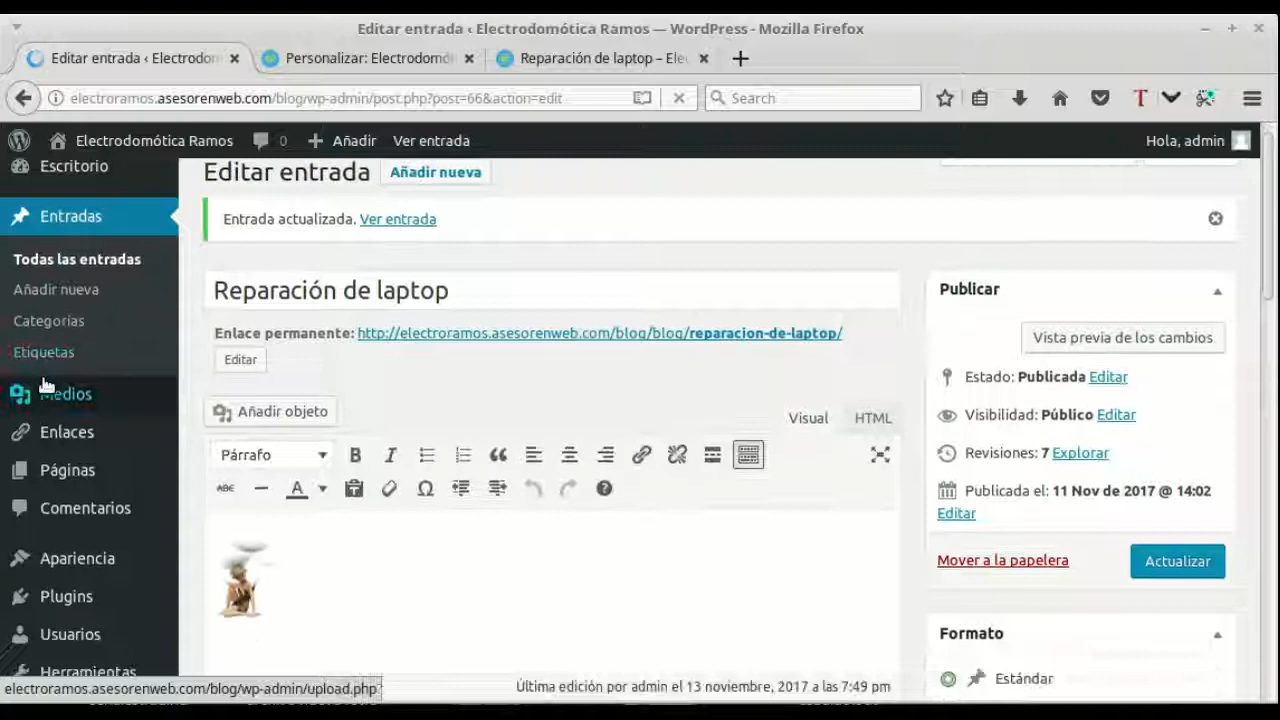 Editar entrada ‹ Electrodomótica Ramos — WordPress - Mozilla Firefox
Editar entrada ‹ Electrodon
Personalizar: Electrodomó
Reparación de laptop – Ele
electroramos.asesorenweb.com/blog/wp-admin/post.php?post=66&action=edit
Search
Electrodomótica Ramos
0
Añadir
Ver entrada
Hola, admin
Escritorio
Editar entrada
Añadir nueva
Entradas
Entrada actualizada. Ver entrada
Todas las entradas
Añadir nueva
Categorías
Etiquetas
Medios
Enlaces
Páginas
Comentarios
Apariencia
Plugins
Usuarios
Herramientas
Reparación de laptop
Enlace permanente: http://electroramos.asesorenweb.com/blog/blog/reparacion-de-laptop/
Editar
Añadir objeto
Visual
HTML
Párrafo
B
I
ABC
A
Última edición por admin el 13 noviembre, 2017 a las 7:49 pm
Publicar
Vista previa de los cambios
Estado: Publicada Editar
Visibilidad: Público Editar
Revisiones: 7 Explorar
Publicada el: 11 Nov de 2017 @ 14:02
Editar
Mover a la papelera
Actualizar
Formato
Estándar
electroramos.asesorenweb.com/blog/wp-admin/upload.php